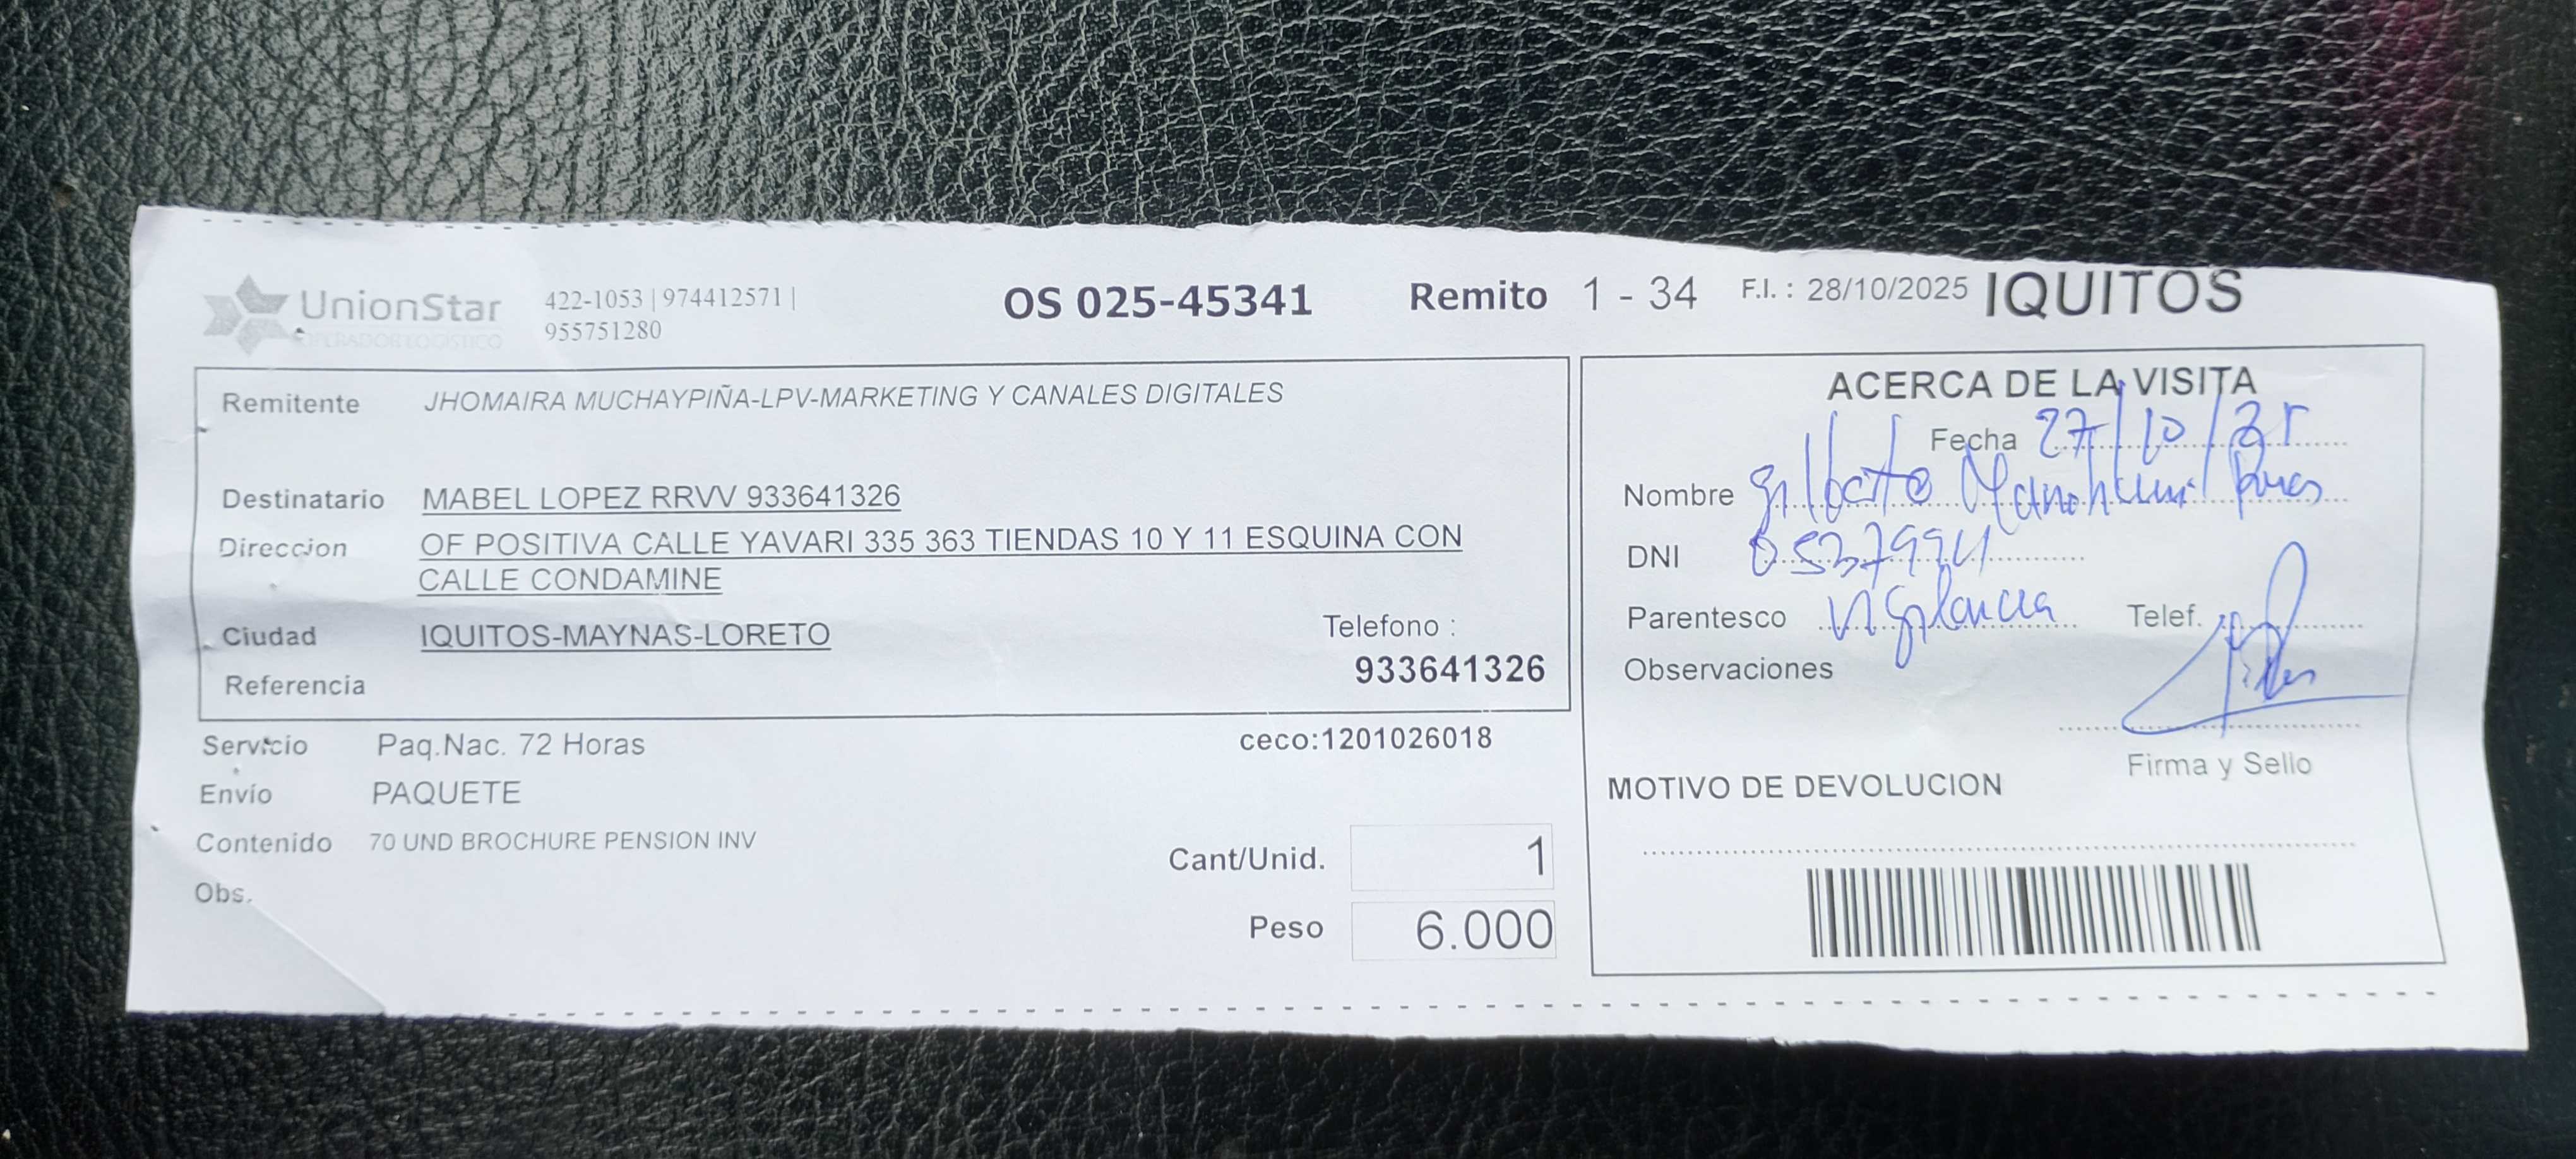 UnionStar
OPERADOR LOGISTICO
422-1053 | 974412571 |
955751280
OS 025-45341
Remito 1 - 34
F.I. : 28/10/2025
IQUITOS
Remitente JHOMAIRA MUCHAYPIÑA-LPV-MARKETING Y CANALES DIGITALES
Destinatario MABEL LOPEZ RRVV 933641326
Direccion OF POSITIVA CALLE YAVARI 335 363 TIENDAS 10 Y 11 ESQUINA CON
CALLE CONDAMINE
Ciudad IQUITOS-MAYNAS-LORETO
Telefono :
933641326
Referencia
Servicio Paq.Nac. 72 Horas
ceco:1201026018
Envío PAQUETE
Contenido 70 UND BROCHURE PENSION INV
Cant/Unid. 1
Obs.
Peso 6.000
ACERCA DE LA VISITA
Fecha 27/10/25
Nombre Gilberto
DNI
Parentesco Vigilancia Telef.
Observaciones
Firma y Sello
MOTIVO DE DEVOLUCION